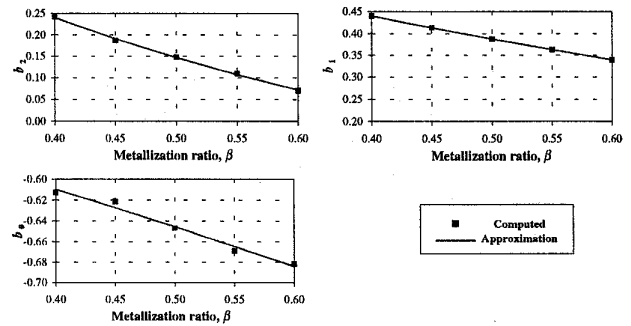 0.25
0.20
0.15
0.10
0.05
0.00
b₂
0.40 0.45 0.50 0.55 0.60
Metallization ratio, β
0.45
0.40
0.35
0.30
0.25
0.20
b₁
0.40 0.45 0.50 0.55 0.60
Metallization ratio, β
-0.60
-0.62
-0.64
-0.66
-0.68
-0.70
0.40 0.45 0.50 0.55 0.60
Metallization ratio, β
Computed
Approximation